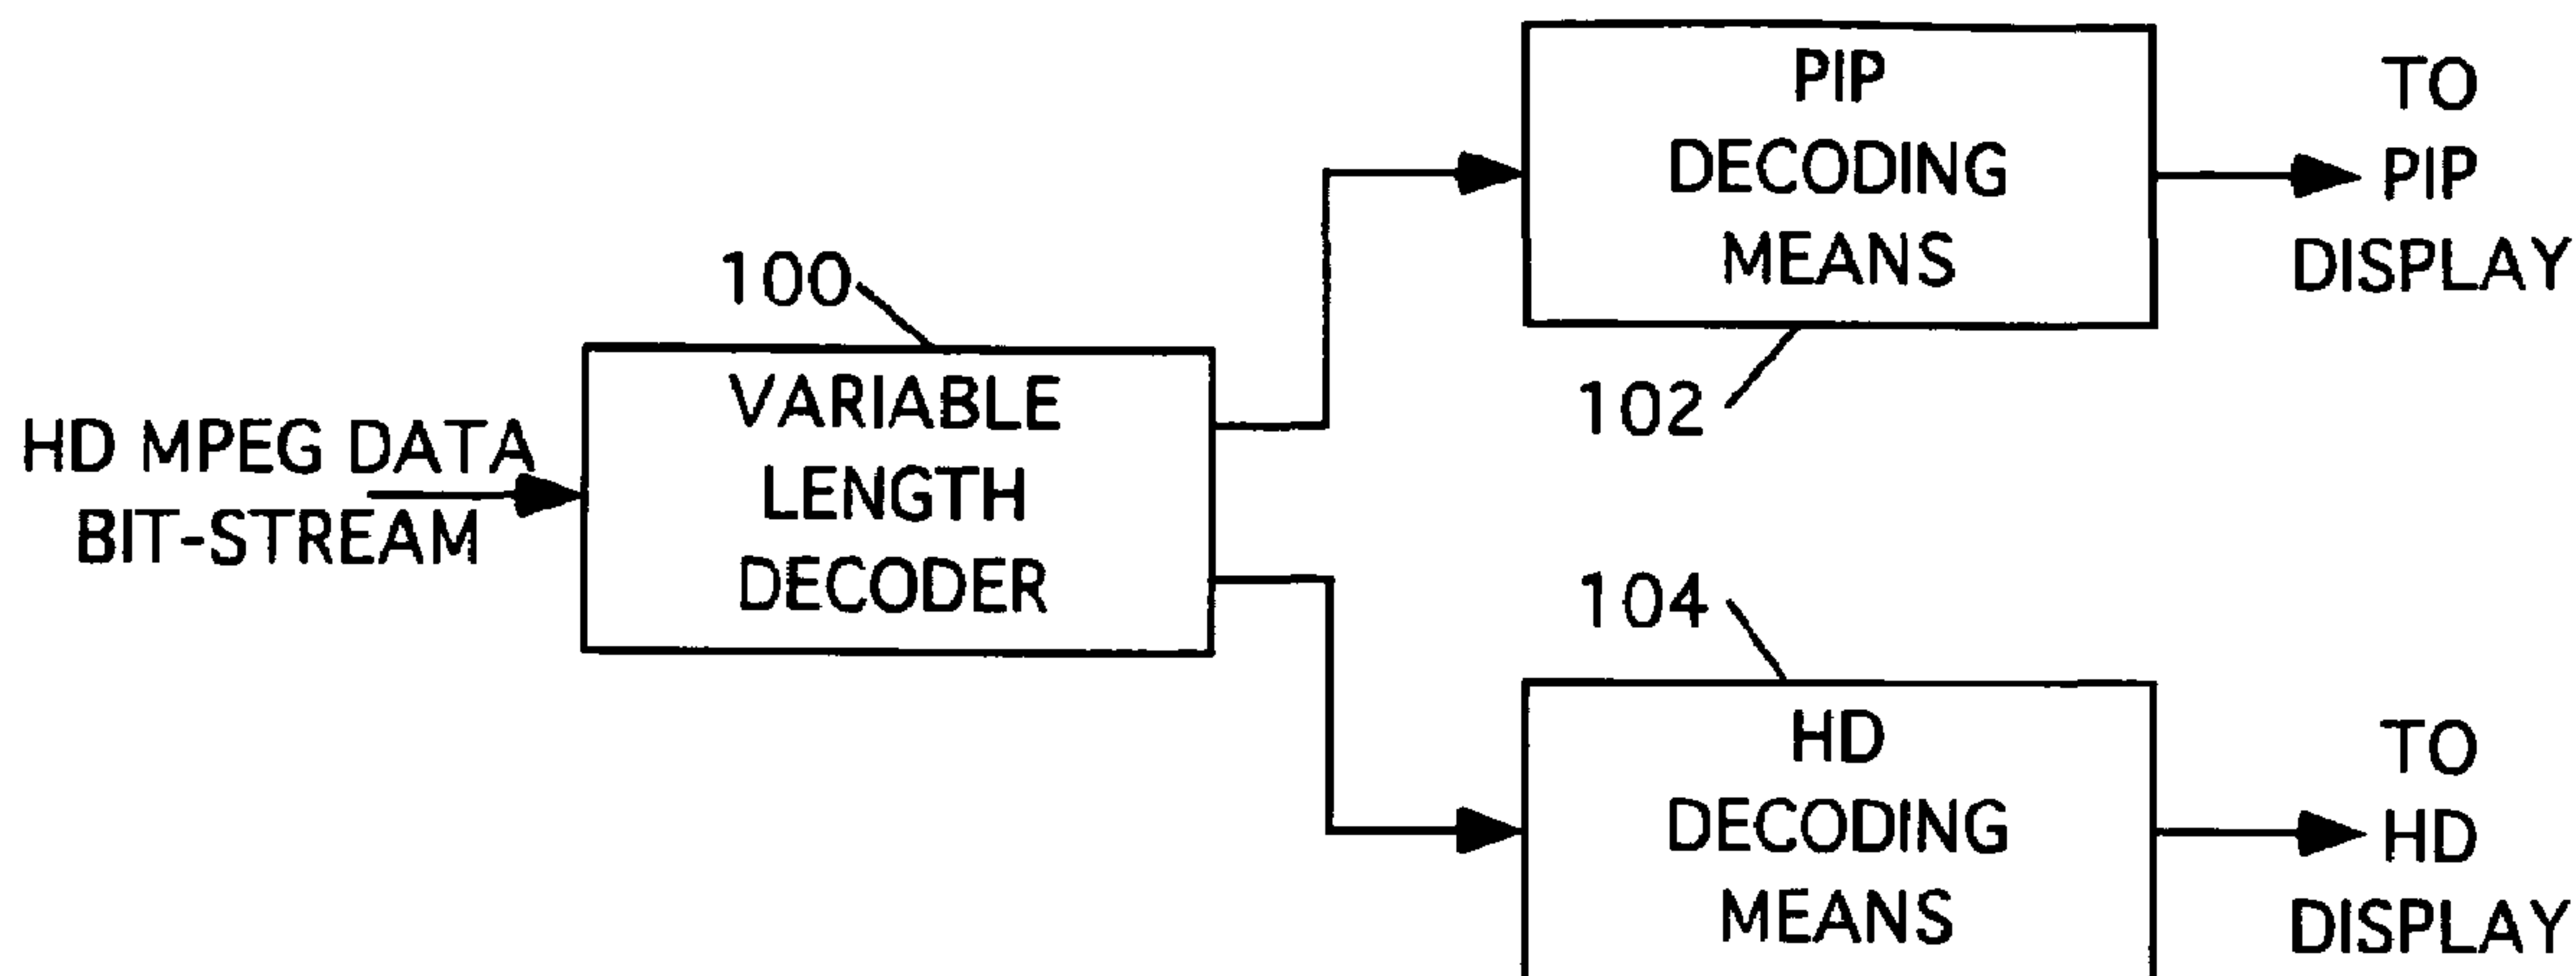 HD MPEG DATA
BIT-STREAM
100
VARIABLE
LENGTH
DECODER
PIP
DECODING
MEANS
102
TO
PIP
DISPLAY
104
HD
DECODING
MEANS
TO
HD
DISPLAY